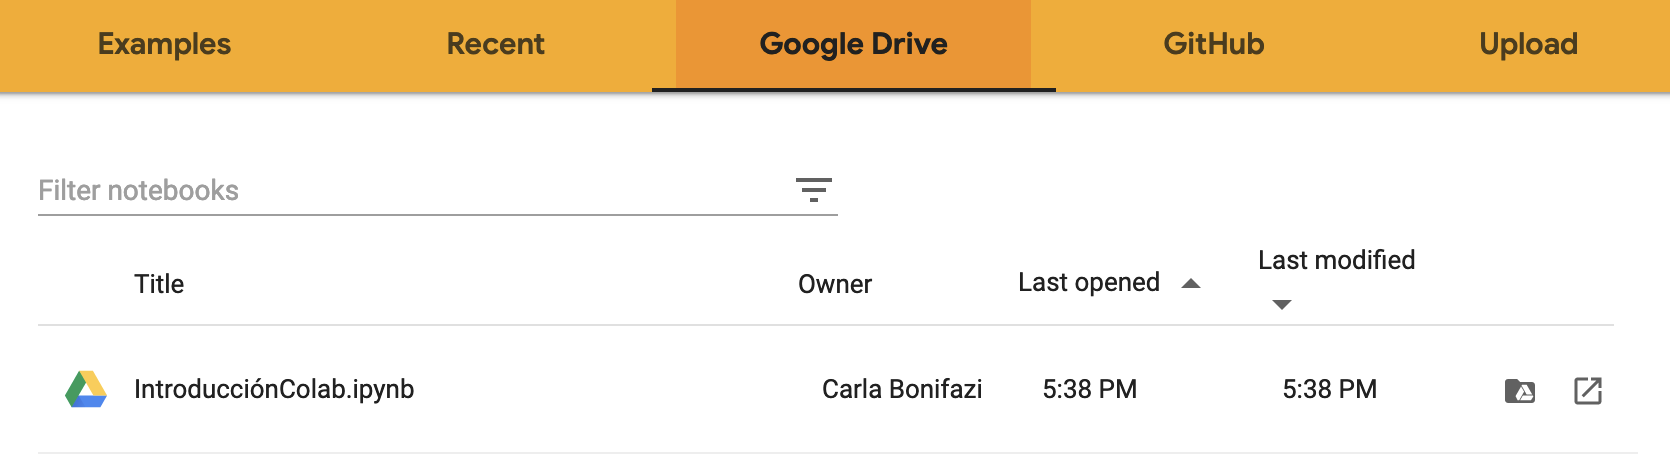 Examples Recent Google Drive GitHub Upload
Filter notebooks
Title Owner Last opened Last modified
IntroducciónColab.ipynb Carla Bonifazi 5:38 PM 5:38 PM